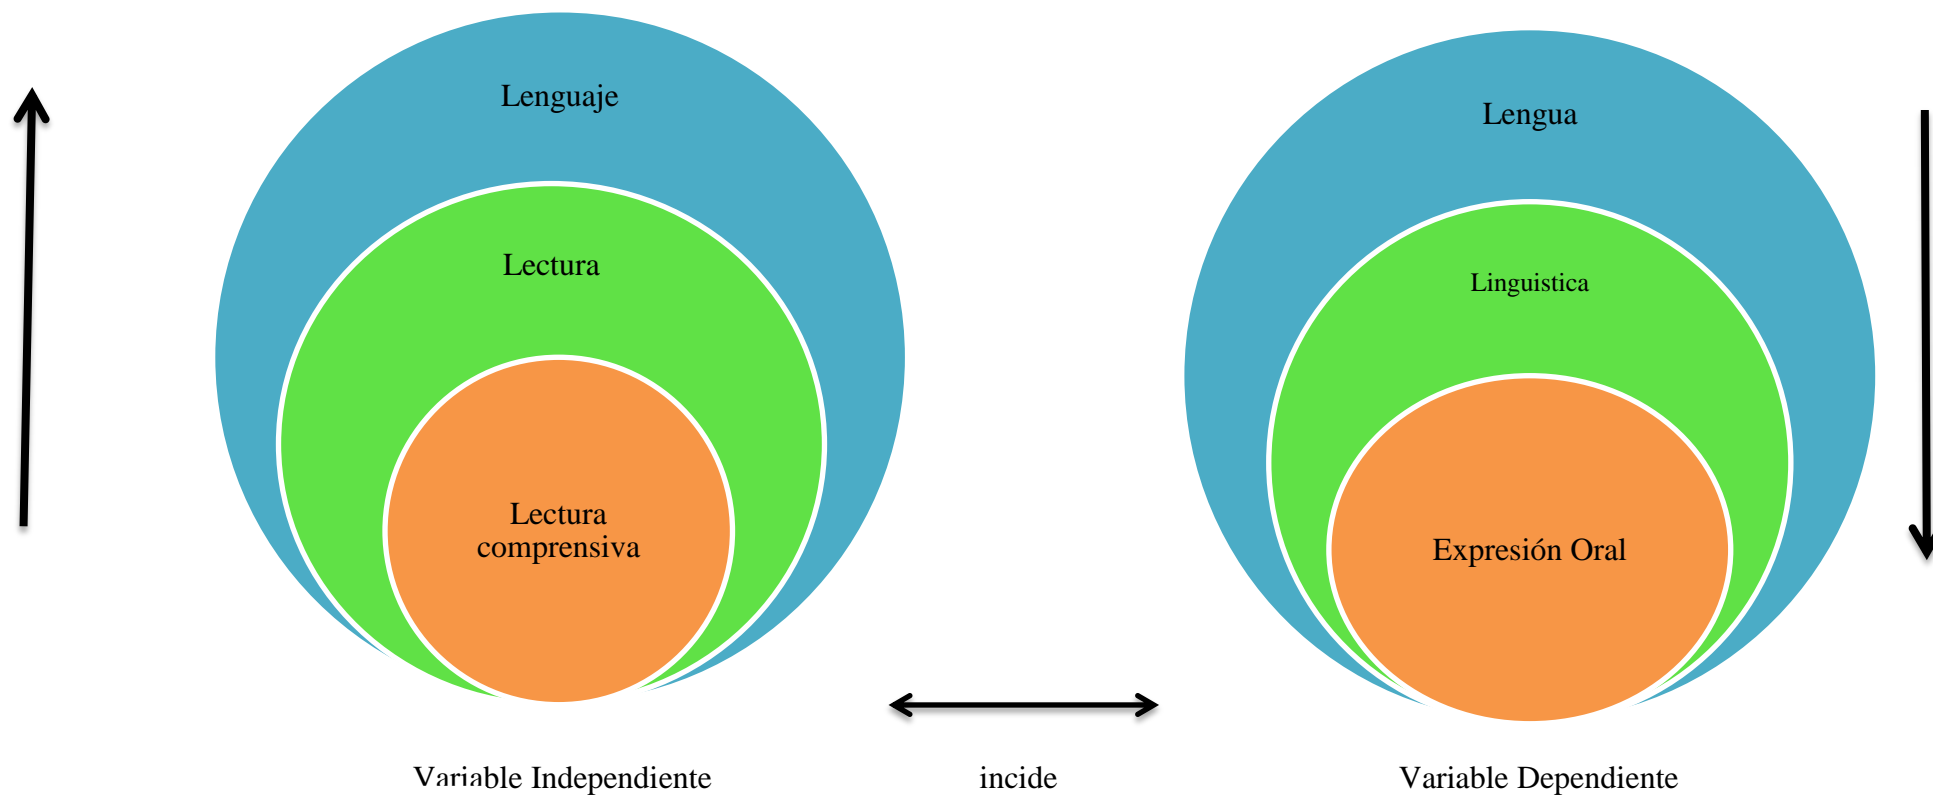 Lenguaje
Lectura
Lectura
comprensiva
Lengua
Linguistica
Expresión Oral
Variable Independiente
incide
Variable Dependiente